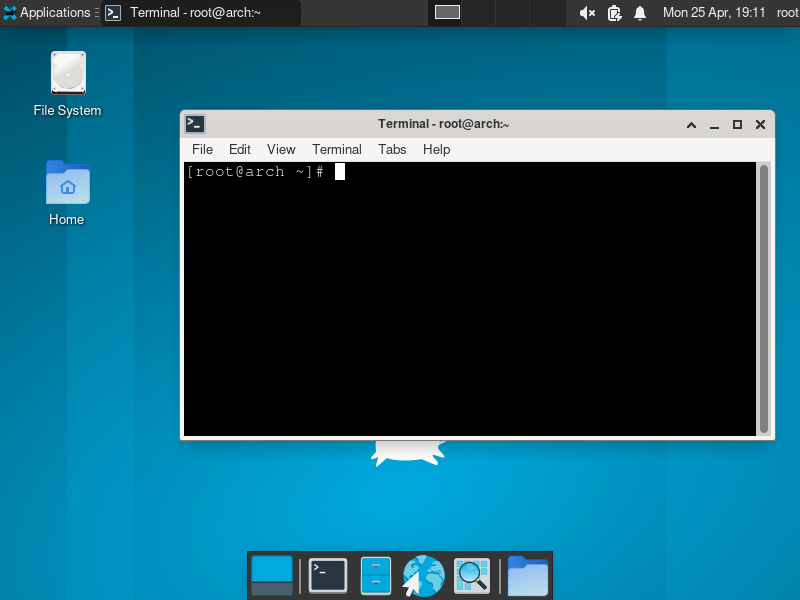 Applications
Terminal - root@arch:~
Mon 25 Apr, 19:11
root
File System
Home
Terminal - root@arch:~
File Edit View Terminal Tabs Help
[root@arch ~]#